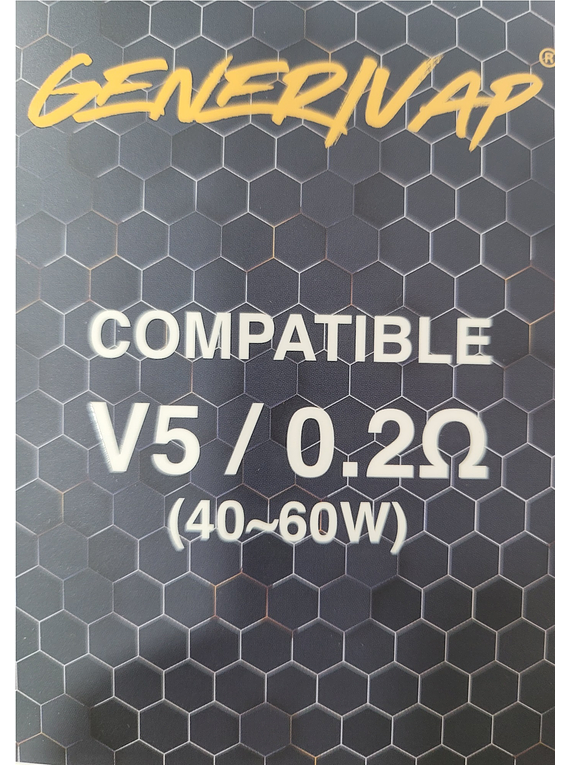 GENERIVAP®
COMPATIBLE
V5 / 0.2Ω
(40~60W)